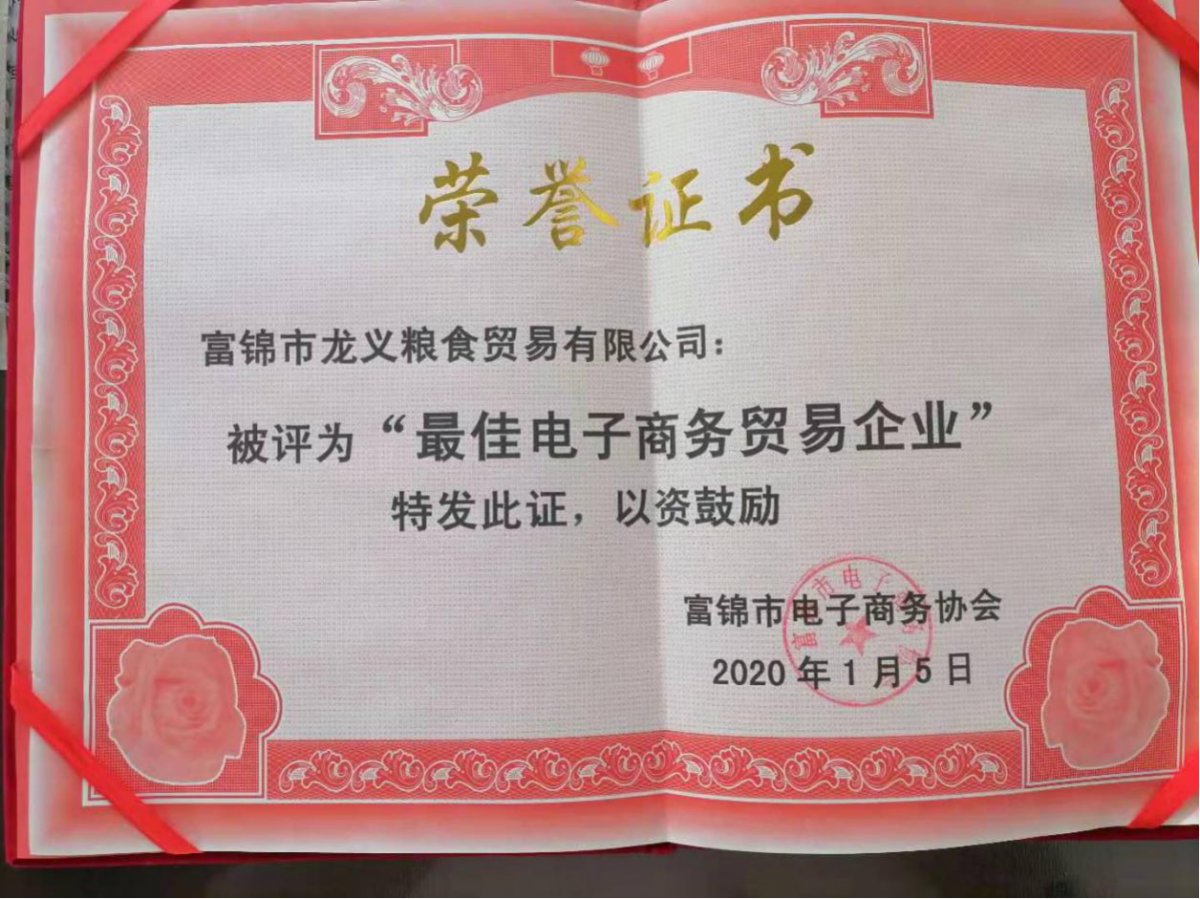 荣誉证书
富锦市龙义粮食贸易有限公司：
被评为“最佳电子商务贸易企业”
特发此证，以资鼓励
富锦市电子商务协会
2020年1月5日